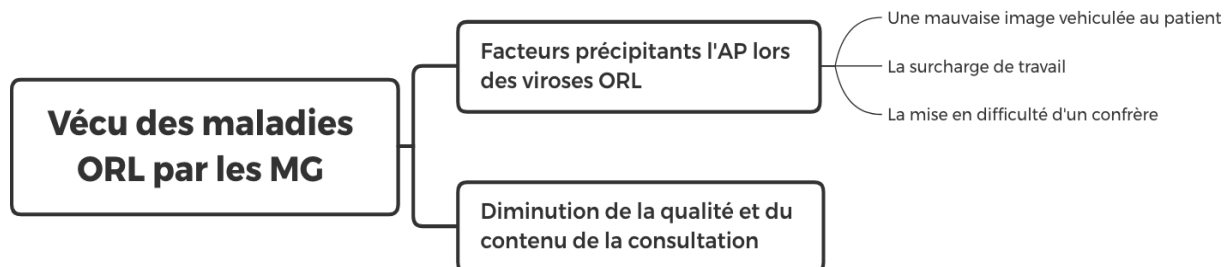 Vécu des maladies
ORL par les MG
Facteurs précipitants l'AP lors
des viroses ORL
Une mauvaise image vehiculée au patient
La surcharge de travail
La mise en difficulté d'un confrère
Diminution de la qualité et du
contenu de la consultation